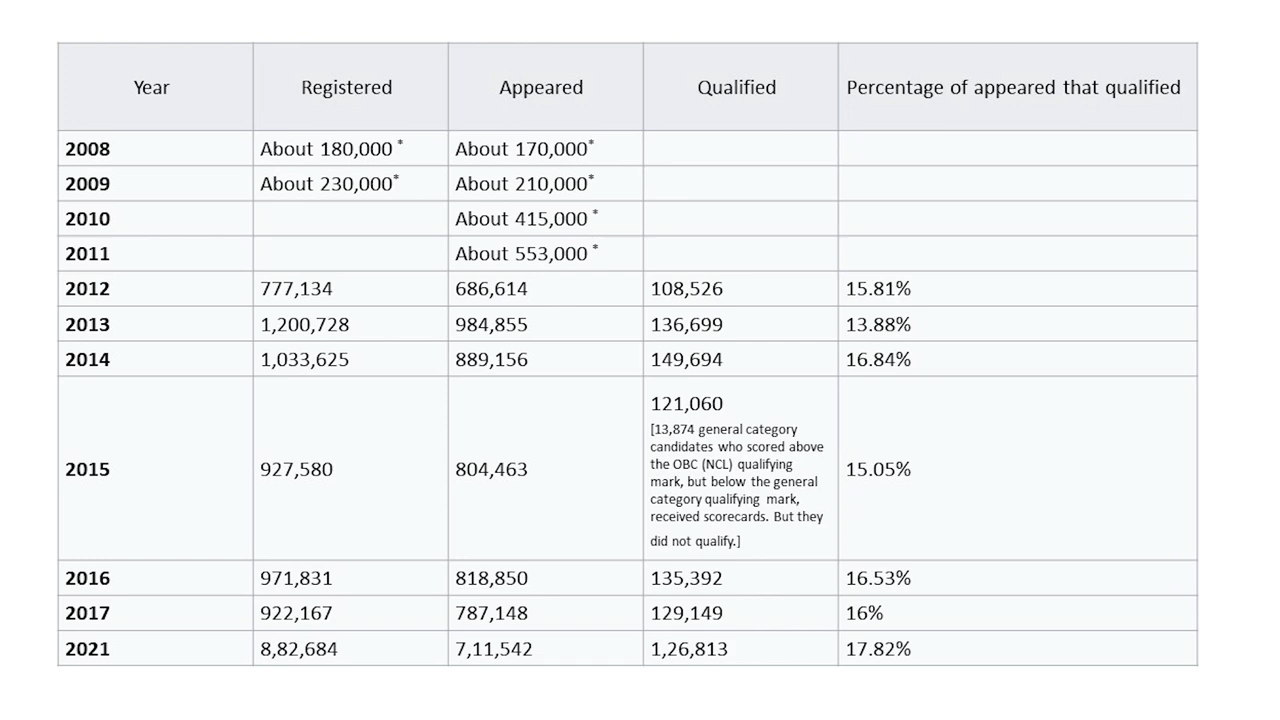 Year Registered Appeared Qualified Percentage of appeared that qualified
2008 About 180,000 * About 170,000*
2009 About 230,000* About 210,000*
2010 About 415,000 *
2011 About 553,000 *
2012 777,134 686,614 108,526 15.81%
2013 1,200,728 984,855 136,699 13.88%
2014 1,033,625 889,156 149,694 16.84%
2015 927,580 804,463 121,060
[13,874 general category
candidates who scored above
the OBC (NCL) qualifying
mark, but below the general
category qualifying mark,
received scorecards. But they
did not qualify.]
15.05%
2016 971,831 818,850 135,392 16.53%
2017 922,167 787,148 129,149 16%
2021 8,82,684 7,11,542 1,26,813 17.82%